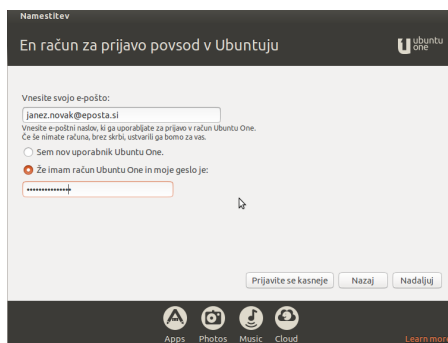 Namestitev
En račun za prijavo povsod v Ubuntuju
ubuntu
one
Vnesite svojo e-pošto:
janez.novak@eposta.si
Vnesite e-poštni naslov, ki ga uporabljate za prijavo v račun Ubuntu One.
Če še nimate računa, brez skrbi, ustvarili ga bomo za vas.
Sem nov uporabnik Ubuntu One.
Že imam račun Ubuntu One in moje geslo je:
Prijavite se kasneje Nazaj Nadaljuj
Apps Photos Music Cloud
Learn more